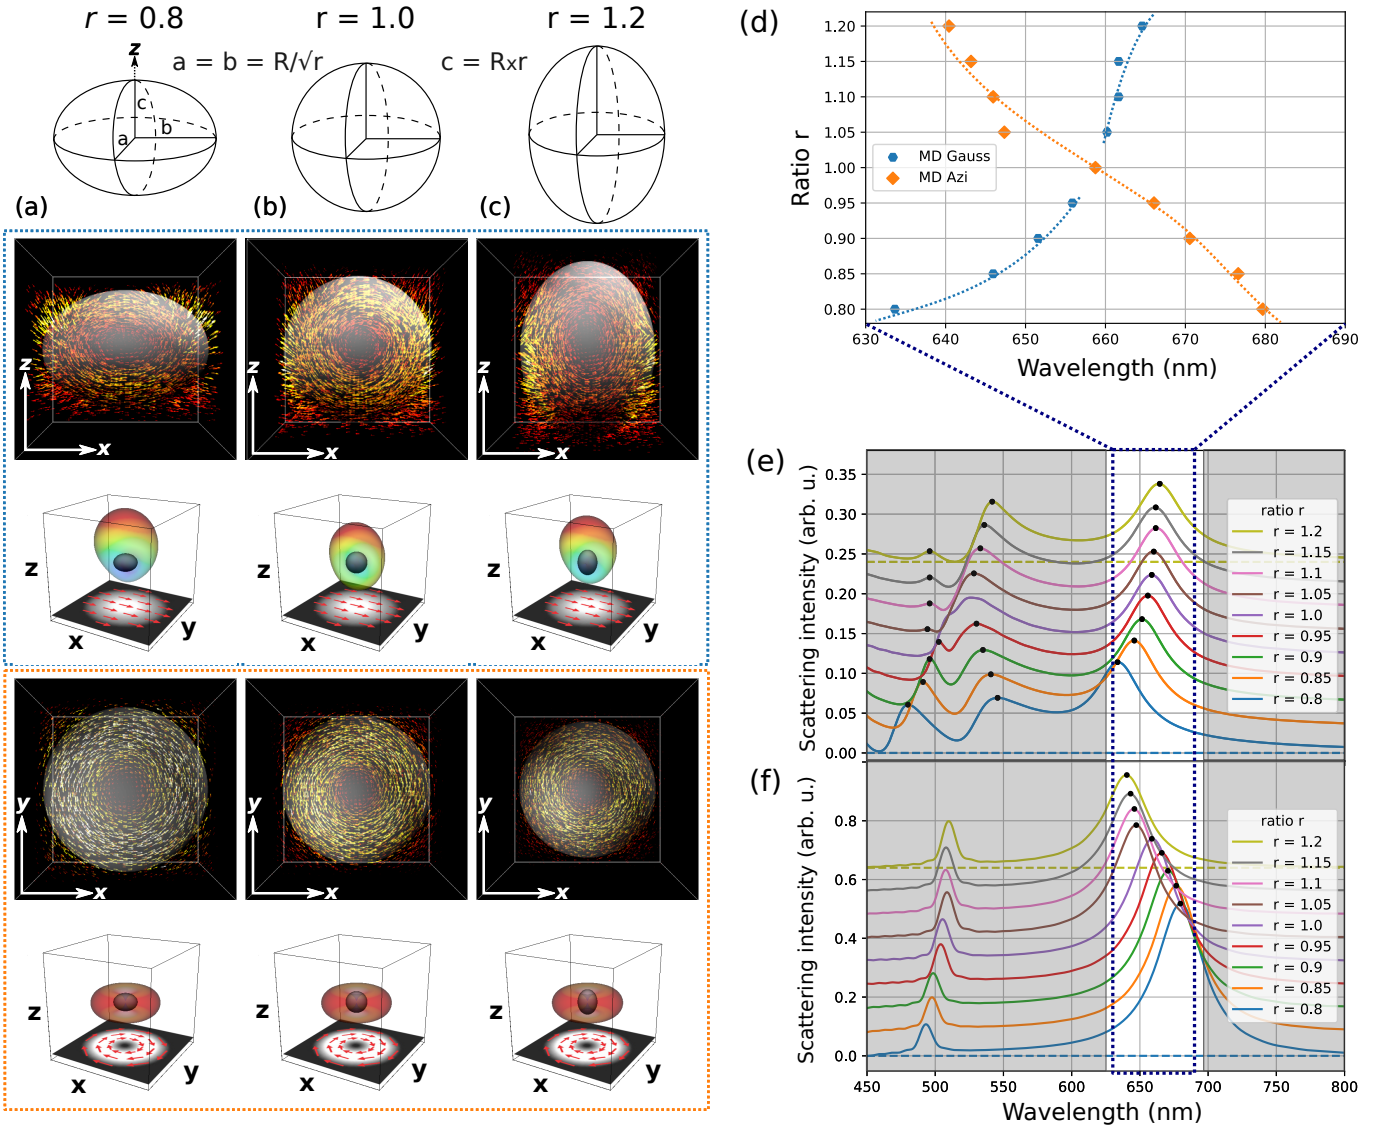 r = 0.8
r = 1.0
r = 1.2
z
a = b = R/√r
c = Rxr
c
b
a
(a)
(b)
(c)
z
x
z
x
z
x
z
x
y
z
x
y
z
x
y
y
x
y
x
y
x
z
x
y
z
x
y
z
x
y
(d)
Ratio r
1.20
1.15
1.10
1.05
1.00
0.95
0.90
0.85
0.80
MD Gauss
MD Azi
630
640
650
660
670
680
690
Wavelength (nm)
(e)
Scattering intensity (arb. u.)
0.35
0.30
0.25
0.20
0.15
0.10
0.05
0.00
ratio r
r = 1.2
r = 1.15
r = 1.1
r = 1.05
r = 1.0
r = 0.95
r = 0.9
r = 0.85
r = 0.8
(f)
Scattering intensity (arb. u.)
0.8
0.6
0.4
0.2
0.0
ratio r
r = 1.2
r = 1.15
r = 1.1
r = 1.05
r = 1.0
r = 0.95
r = 0.9
r = 0.85
r = 0.8
450
500
550
600
650
700
750
800
Wavelength (nm)